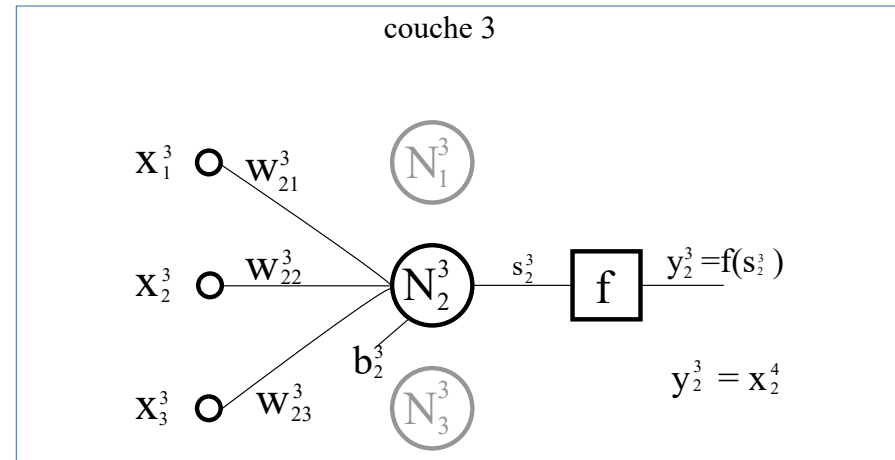 couche 3
x₁³ w₂₁³ N₁³
x₂³ w₂₂³ N₂³ s₂³ f y₂³ =f(s₂³)
b₂³
x₃³ w₂₃³ N₃³
y₂³ = x₂⁴